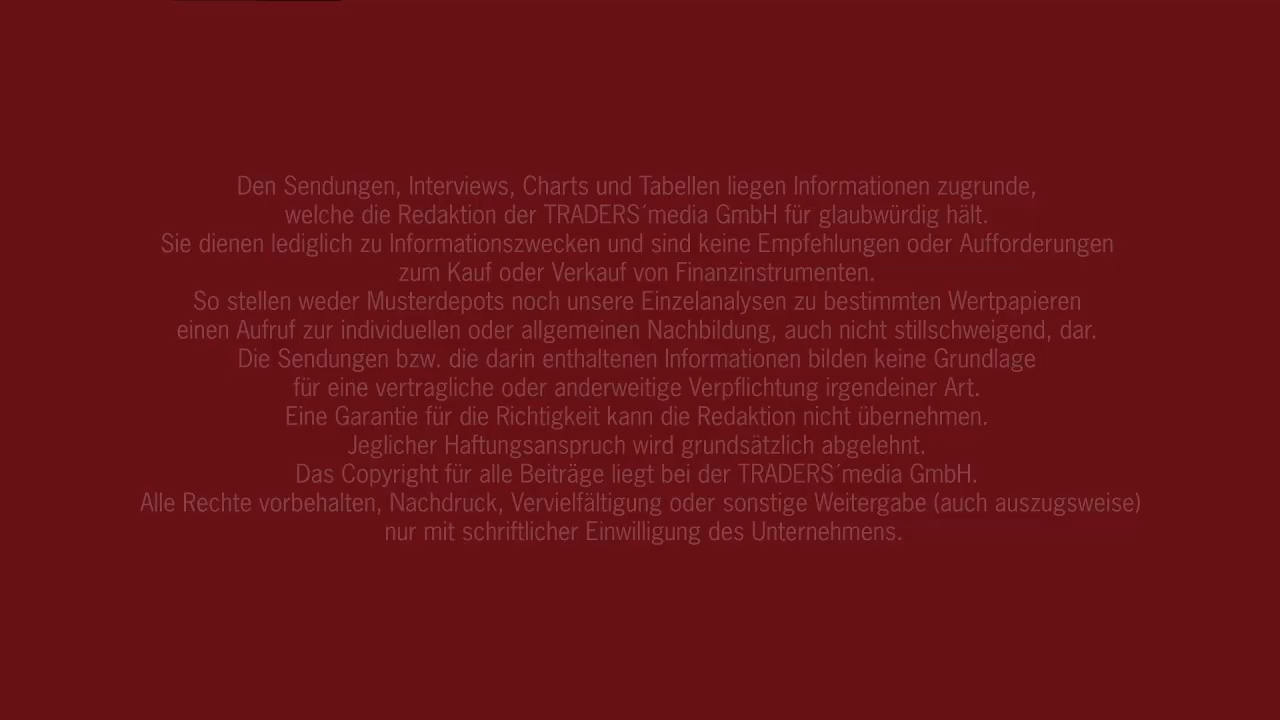 Den Sendungen, Interviews, Charts und Tabellen liegen Informationen zugrunde,
welche die Redaktion der TRADERS´media GmbH für glaubwürdig hält.
Sie dienen lediglich zu Informationszwecken und sind keine Empfehlungen oder Aufforderungen
zum Kauf oder Verkauf von Finanzinstrumenten.
So stellen weder Musterdepots noch unsere Einzelanalysen zu bestimmten Wertpapieren
einen Aufruf zur individuellen oder allgemeinen Nachbildung, auch nicht stillschweigend, dar.
Die Sendungen bzw. die darin enthaltenen Informationen bilden keine Grundlage
für eine vertragliche oder anderweitige Verpflichtung irgendeiner Art.
Eine Garantie für die Richtigkeit kann die Redaktion nicht übernehmen.
Jeglicher Haftungsanspruch wird grundsätzlich abgelehnt.
Das Copyright für alle Beiträge liegt bei der TRADERS´media GmbH.
Alle Rechte vorbehalten, Nachdruck, Vervielfältigung oder sonstige Weitergabe (auch auszugsweise)
nur mit schriftlicher Einwilligung des Unternehmens.